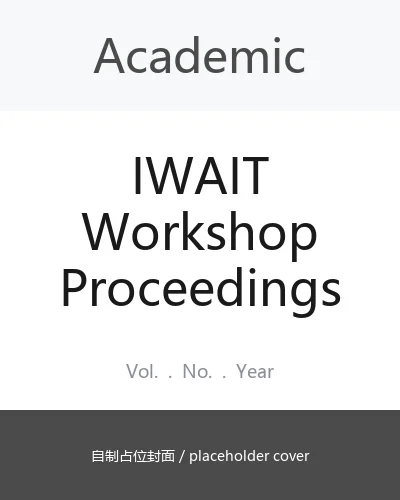 Academic
IWAIT
Workshop
Proceedings
Vol. . No. . Year
自制占位封面 / placeholder cover